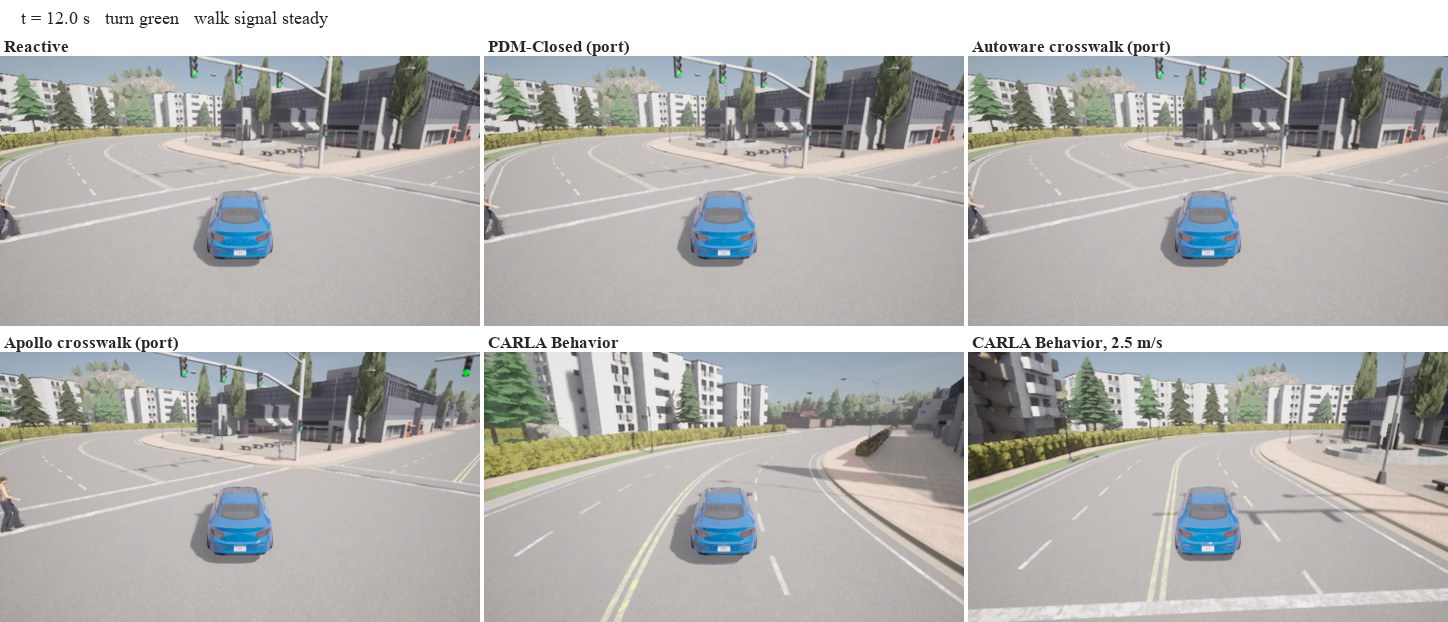 t = 12.0 s turn green walk signal steady
Reactive
PDM-Closed (port)
Autoware crosswalk (port)
Apollo crosswalk (port)
CARLA Behavior
CARLA Behavior, 2.5 m/s